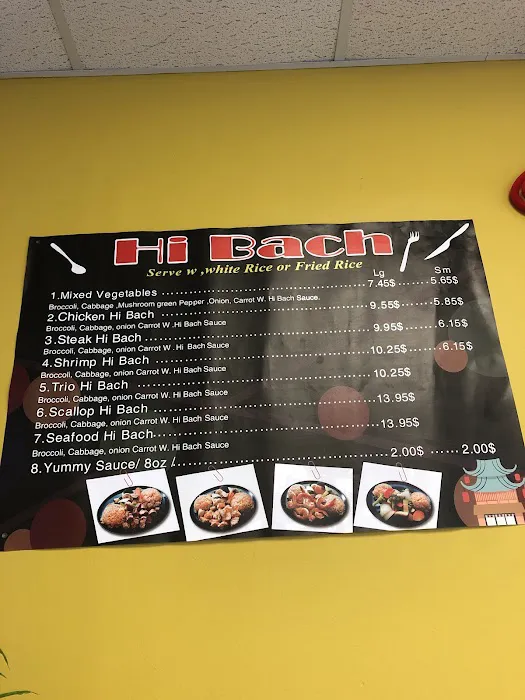 Hi Bach
Serve w ,white Rice or Fried Rice
Lg Sm
1.Mixed Vegetables 7.45$ 5.65$
Broccoli, Cabbage ,Mushroom green Pepper ,Onion, Carrot W. Hi Bach Sauce.
2.Chicken Hi Bach 9.55$ 5.85$
Broccoli, Cabbage, onion Carrot W .Hi Bach Sauce
3.Steak Hi Bach 9.95$ 6.15$
Broccoli, Cabbage, onion Carrot W. Hi Bach Sauce
4.Shrimp Hi Bach 10.25$ 6.15$
Broccoli, Cabbage, onion Carrot W. Hi Bach Sauce
5.Trio Hi Bach 10.25$
Broccoli, Cabbage, onion Carrot W. Hi Bach Sauce
6.Scallop Hi Bach 13.95$
Broccoli, Cabbage, onion Carrot W. Hi Bach Sauce
7.Seafood Hi Bach 13.95$
Broccoli, Cabbage, onion Carrot W. Hi Bach Sauce
8.Yummy Sauce/ 8oz / 2.00$ 2.00$